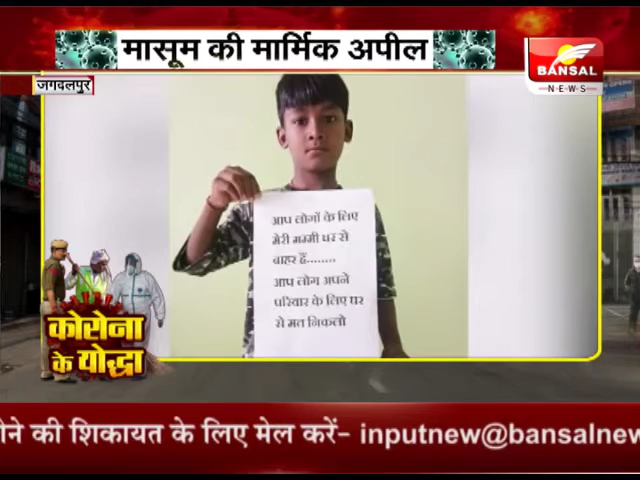 मासूम की मार्मिक अपील
BANSAL
NEWS
जगदलपुर
आप लोगों के लिए
मेरी मम्मी घर से
बाहर हैं........
आप लोग अपने
परिवार के लिए घर
से मत निकलो
कोरोना
के योद्धा
की शिकायत के लिए मेल करें- inputnew@bansalnew